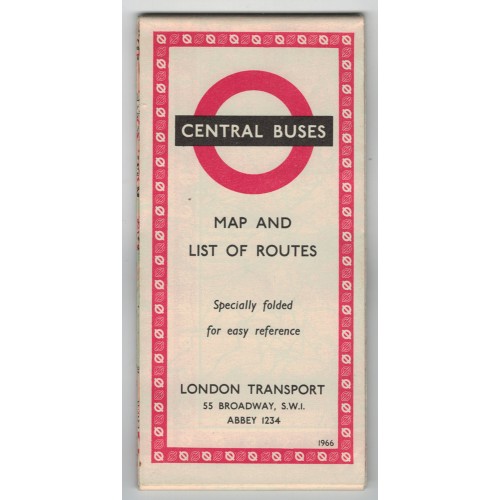 CENTRAL BUSES
MAP AND
LIST OF ROUTES
Specially folded
for easy reference
LONDON TRANSPORT
55 BROADWAY, S.W.I.
ABBEY 1234
1966